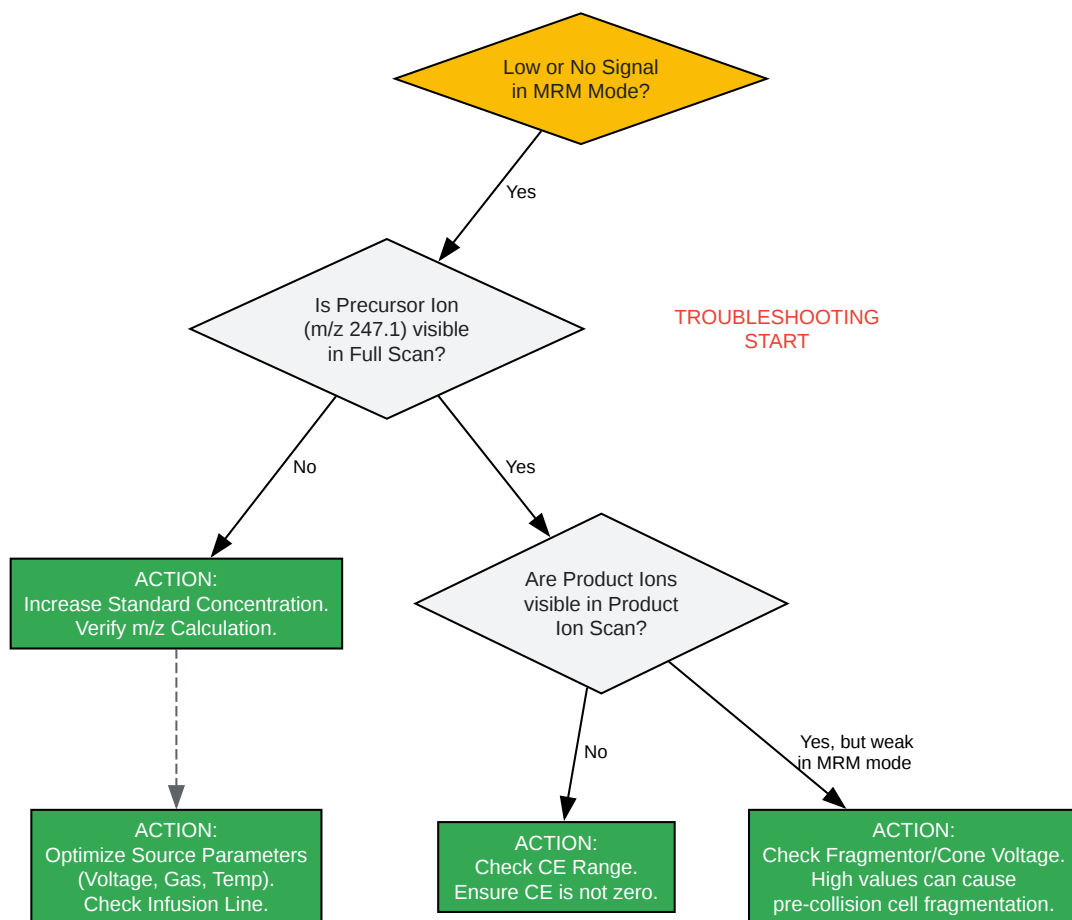 Low or No Signal
in MRM Mode?
Yes
Is Precursor Ion
(m/z 247.1) visible
in Full Scan?
TROUBLESHOOTING
START
No
Yes
ACTION:
Increase Standard Concentration.
Verify m/z Calculation.
Are Product Ions
visible in Product
Ion Scan?
No
Yes, but weak
in MRM mode
ACTION:
Optimize Source Parameters
(Voltage, Gas, Temp).
Check Infusion Line.
ACTION:
Check CE Range.
Ensure CE is not zero.
ACTION:
Check Fragmentor/Cone Voltage.
High values can cause
pre-collision cell fragmentation.